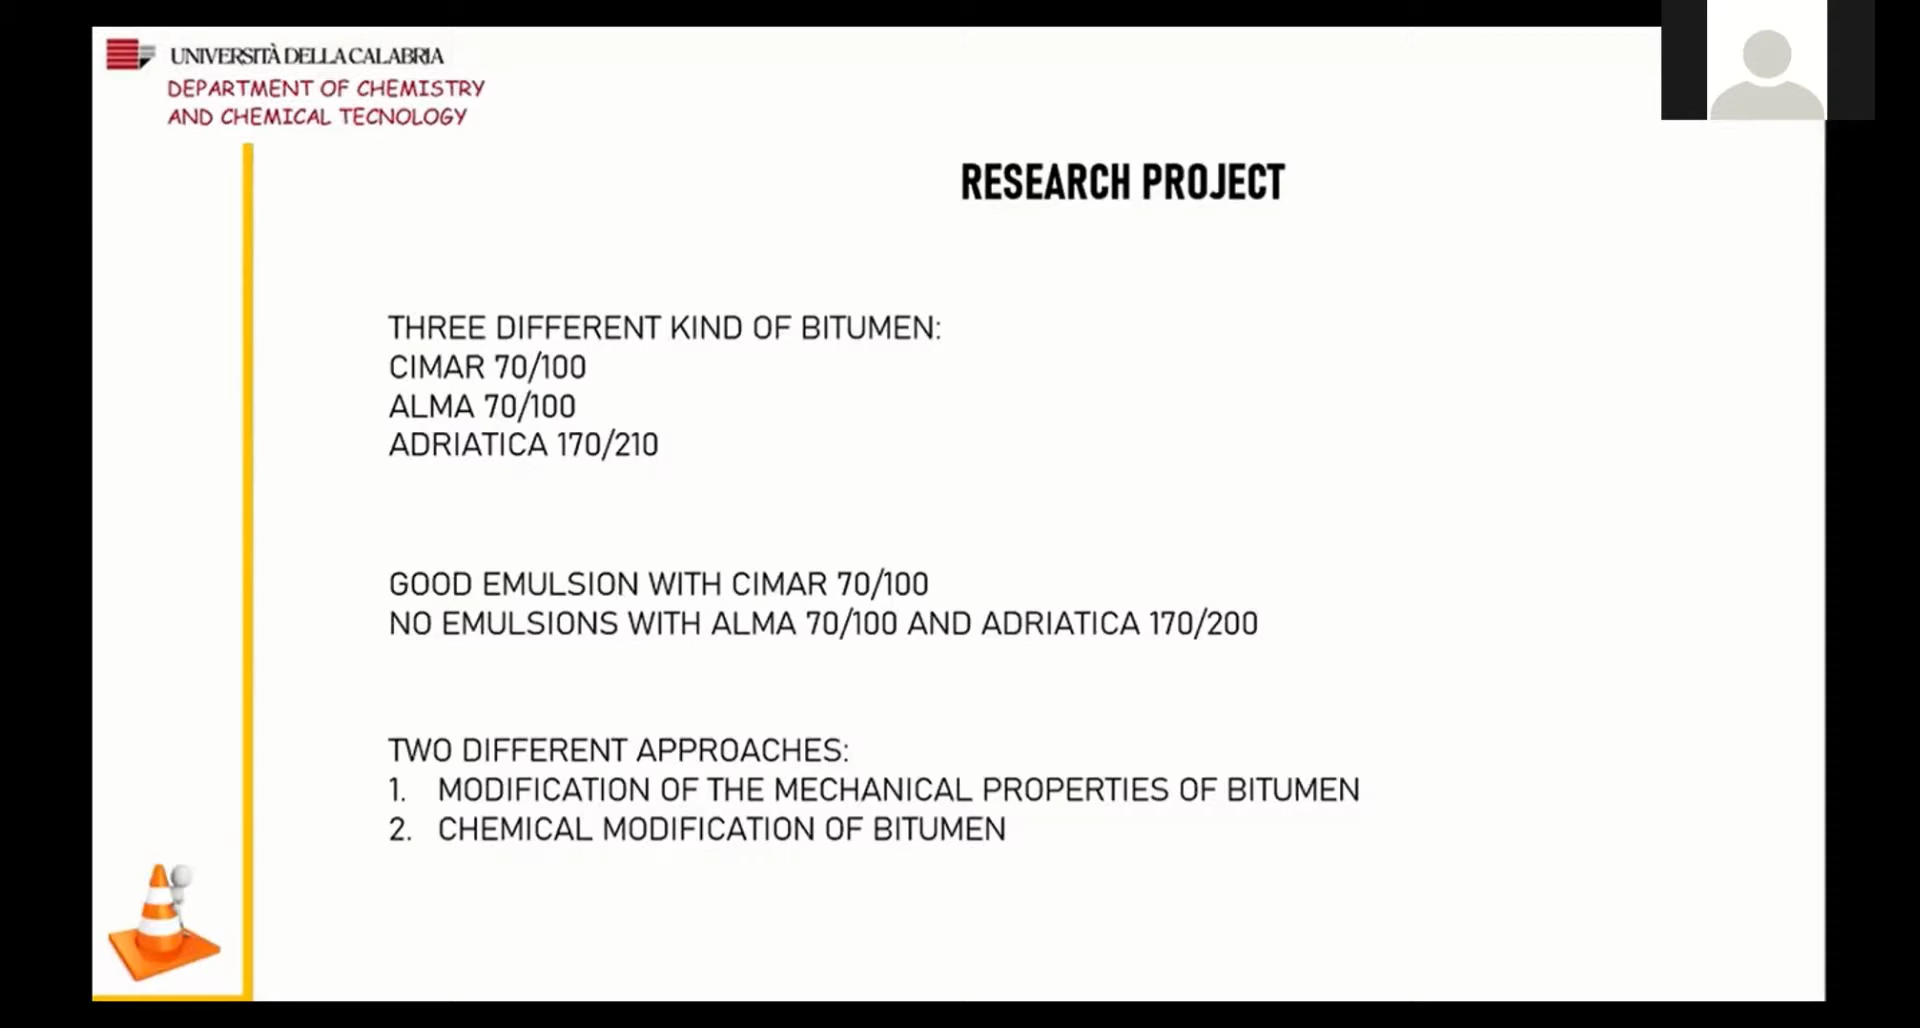 UNIVERSITÀ DELLA CALABRIA
DEPARTMENT OF CHEMISTRY
AND CHEMICAL TECNOLOGY
RESEARCH PROJECT
THREE DIFFERENT KIND OF BITUMEN:
CIMAR 70/100
ALMA 70/100
ADRIATICA 170/210
GOOD EMULSION WITH CIMAR 70/100
NO EMULSIONS WITH ALMA 70/100 AND ADRIATICA 170/200
TWO DIFFERENT APPROACHES:
1. MODIFICATION OF THE MECHANICAL PROPERTIES OF BITUMEN
2. CHEMICAL MODIFICATION OF BITUMEN